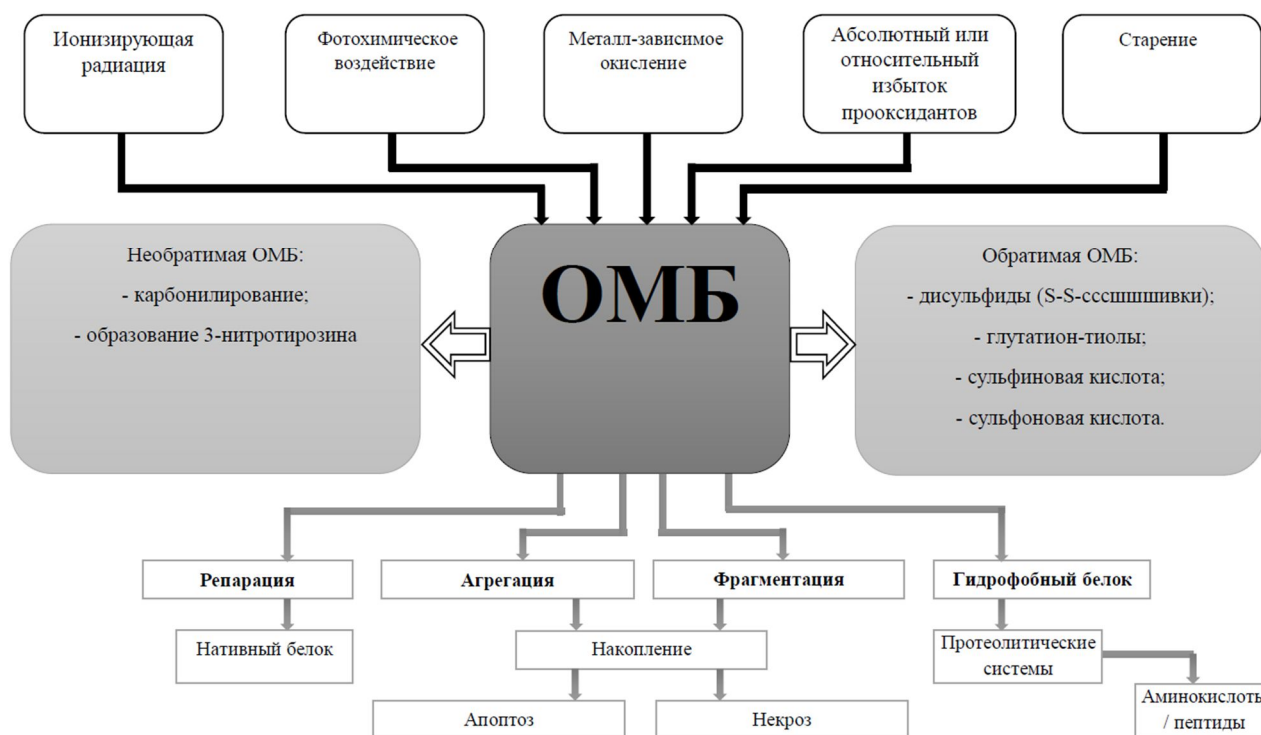 Ионизирующая
радиация
Фотохимическое
воздействие
Металл-зависимое
окисление
Абсолютный или
относительный
избыток
прооксидантов
Старение
Необратимая ОМБ:
- карбонилирование;
- образование 3-нитротирозина
ОМБ
Обратимая ОМБ:
- дисульфиды (S-S-сссшшшивки);
- глутатион-тиолы;
- сульфиновая кислота;
- сульфоновая кислота.
Репарация
Агрегация
Фрагментация
Гидрофобный белок
Нативный белок
Накопление
Протеолитические
системы
Апоптоз
Некроз
Аминокислоты
/ пептиды